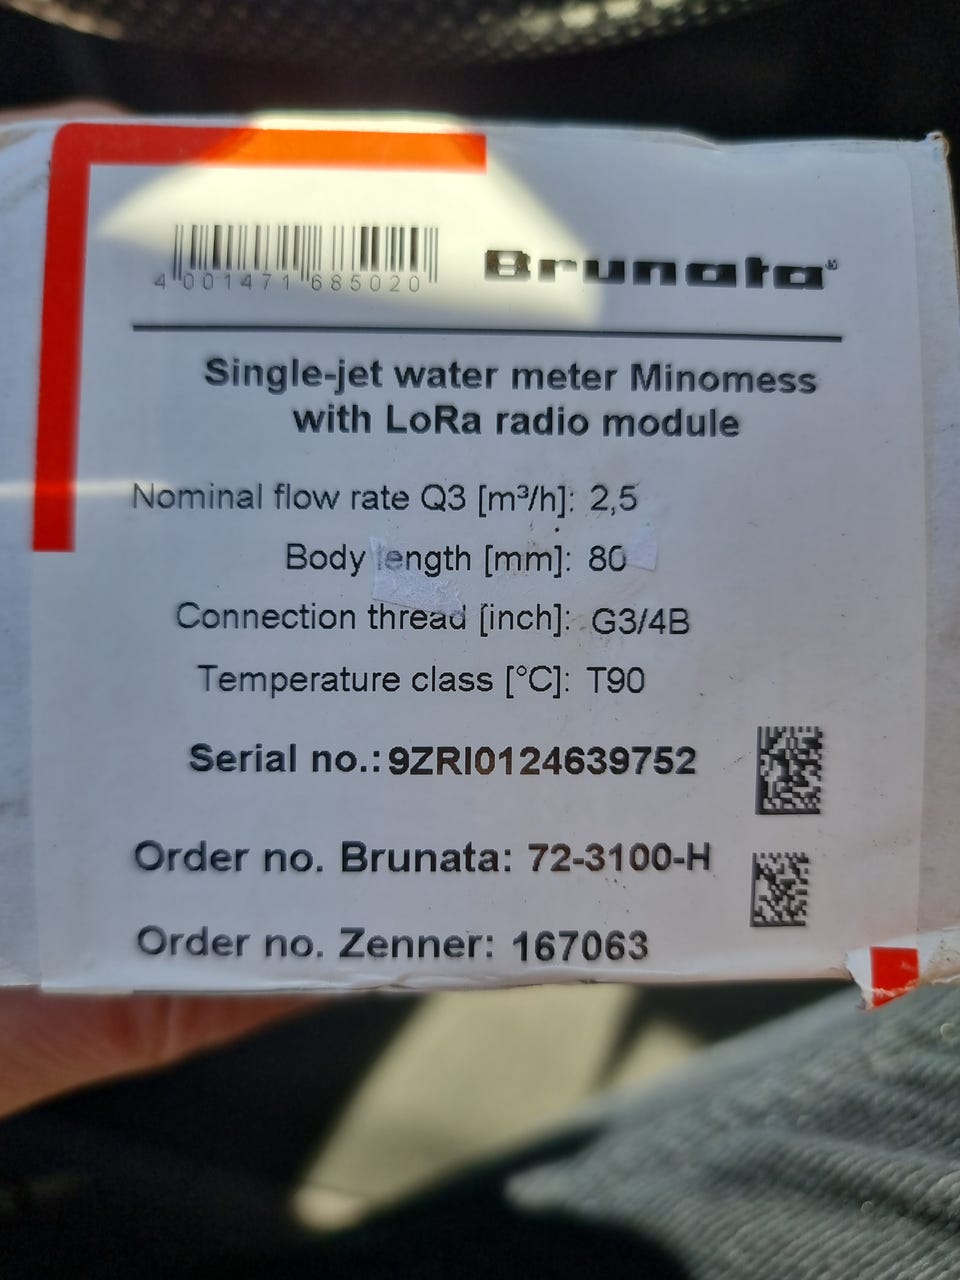 4 001471 685020
Brunata®
Single-jet water meter Minomess
with LoRa radio module
Nominal flow rate Q3 [m³/h]: 2,5
Body length [mm]: 80
Connection thread [inch]: G3/4B
Temperature class [°C]: T90
Serial no.: 9ZRI0124639752
Order no. Brunata: 72-3100-H
Order no. Zenner: 167063